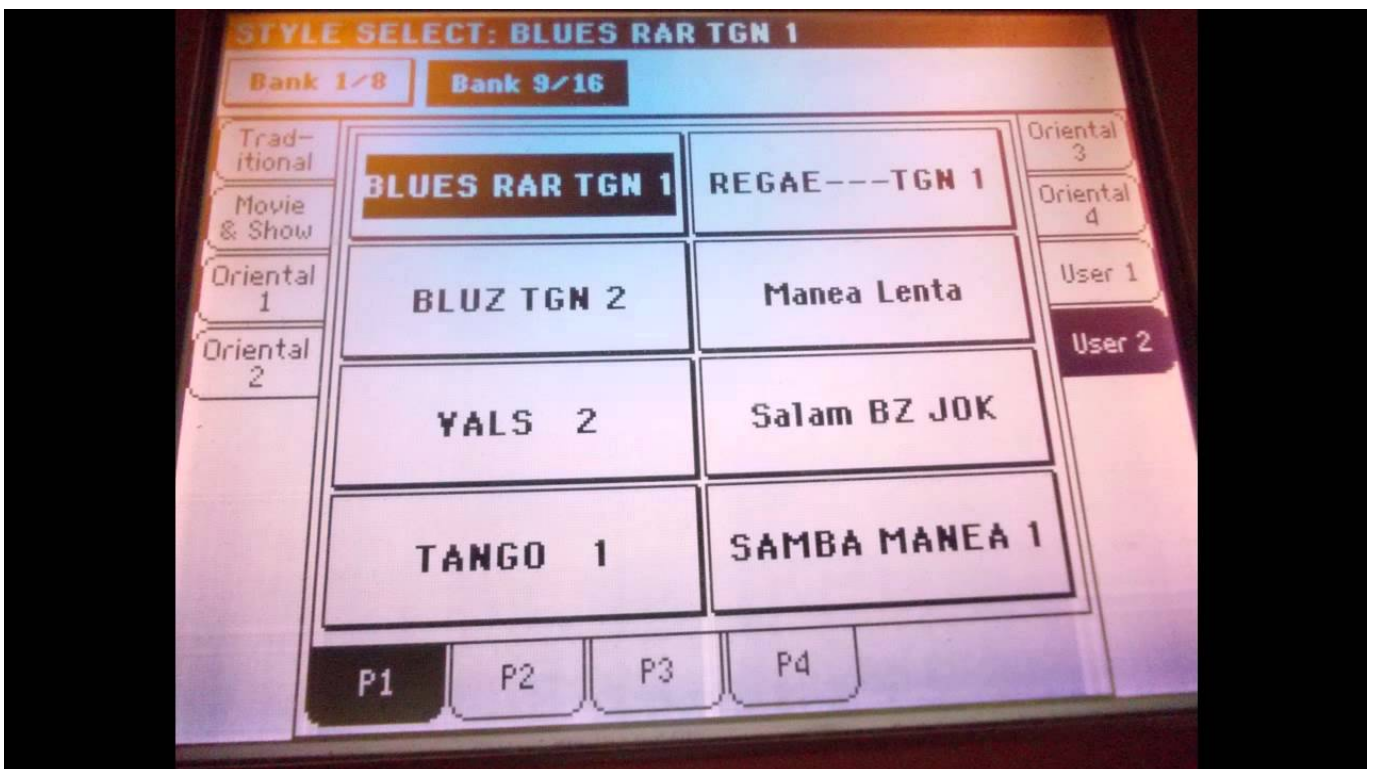 STYLE SELECT: BLUES RAR TGN 1
Bank 1/8
Bank 9/16
Trad-
itional
Movie
& Show
Oriental
1
Oriental
2
BLUES RAR TGN 1
REGAE---TGN 1
BLUZ TGN 2
Manea Lenta
VALS 2
Salam BZ JOK
TANGO 1
SAMBA MANEA 1
Oriental
3
Oriental
4
User 1
User 2
P1
P2
P3
P4